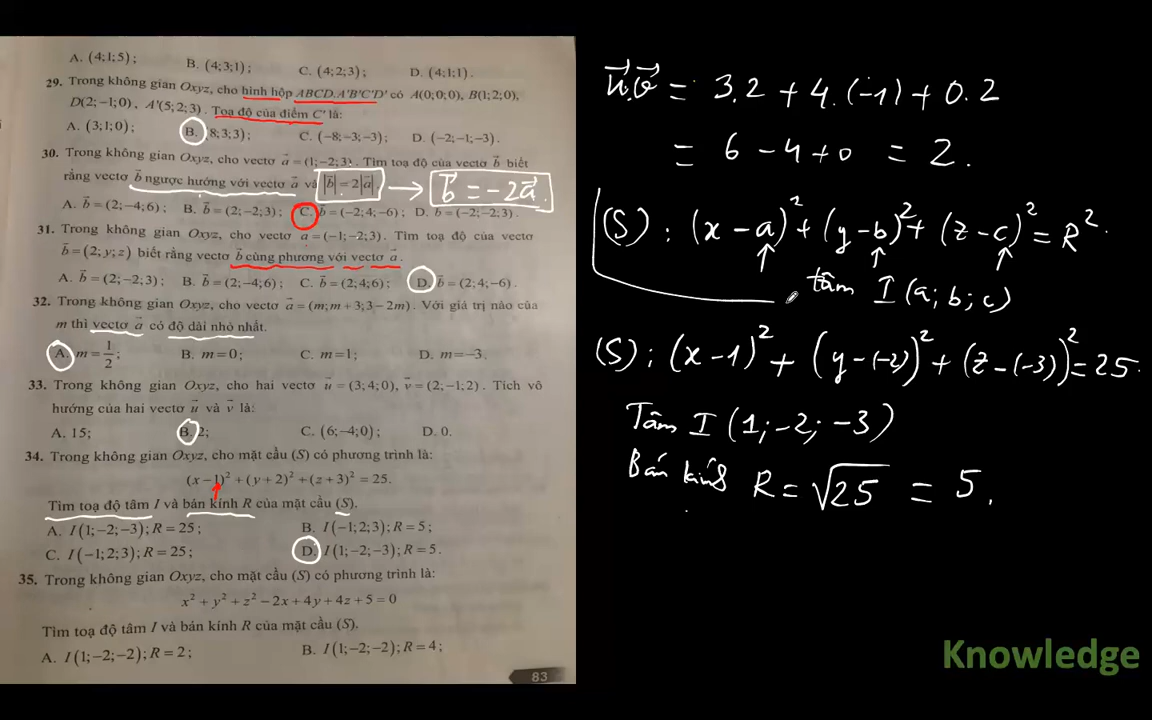 A. (4;1;5); B. (4;3;1); C. (4;2;3); D. (4;1;1).
29. Trong không gian Oxyz, cho hình hộp ABCD.A'B'C'D' có A(0;0;0), B(1;2;0),
D(2;−1;0), A'(5;2;3). Toạ độ của điểm C' là:
A. (3;1;0); B. (8;3;3); C. (−8;−3;−3); D. (−2;−1;−3).
30. Trong không gian Oxyz, cho vectơ a⃗ = (1;−2;3). Tìm toạ độ của vectơ b⃗ biết
rằng vectơ b⃗ ngược hướng với vectơ a⃗ và |b⃗| = 2|a⃗| → b⃗ = −2a⃗.
A. b⃗ = (2;−4;6); B. b⃗ = (2;−2;3); C. b⃗ = (−2;4;−6); D. b⃗ = (−2;−2;3).
31. Trong không gian Oxyz, cho vectơ a⃗ = (−1;−2;3). Tìm toạ độ của vectơ
b⃗ = (2;y;z) biết rằng vectơ b⃗ cùng phương với vectơ a⃗.
A. b⃗ = (2;−2;3); B. b⃗ = (2;−4;6); C. b⃗ = (2;4;6); D. b⃗ = (2;4;−6).
32. Trong không gian Oxyz, cho vectơ a⃗ = (m;m+3;3−2m). Với giá trị nào của
m thì vectơ a⃗ có độ dài nhỏ nhất.
A. m = 1/2; B. m = 0; C. m = 1; D. m = −3.
33. Trong không gian Oxyz, cho hai vectơ u⃗ = (3;4;0), v⃗ = (2;−1;2). Tích vô
hướng của hai vectơ u⃗ và v⃗ là:
A. 15; B. 2; C. (6;−4;0); D. 0.
34. Trong không gian Oxyz, cho mặt cầu (S) có phương trình là:
(x−1)² + (y+2)² + (z+3)² = 25.
Tìm toạ độ tâm I và bán kính R của mặt cầu (S).
A. I(1;−2;−3); R = 25; B. I(−1;2;3); R = 5;
C. I(−1;2;3); R = 25; D. I(1;−2;−3); R = 5.
35. Trong không gian Oxyz, cho mặt cầu (S) có phương trình là:
x² + y² + z² − 2x + 4y + 4z + 5 = 0
Tìm toạ độ tâm I và bán kính R của mặt cầu (S).
A. I(1;−2;−2); R = 2; B. I(1;−2;−2); R = 4;
83
u⃗.v⃗ = 3.2 + 4.(−1) + 0.2
= 6 − 4 + 0 = 2.
(S): (x − a)² + (y − b)² + (z − c)² = R².
tâm I(a; b; c)
(S): (x − 1)² + (y − (−2))² + (z − (−3))² = 25.
Tâm I (1; −2; −3)
Bán kính R = √25 = 5.
Knowledge